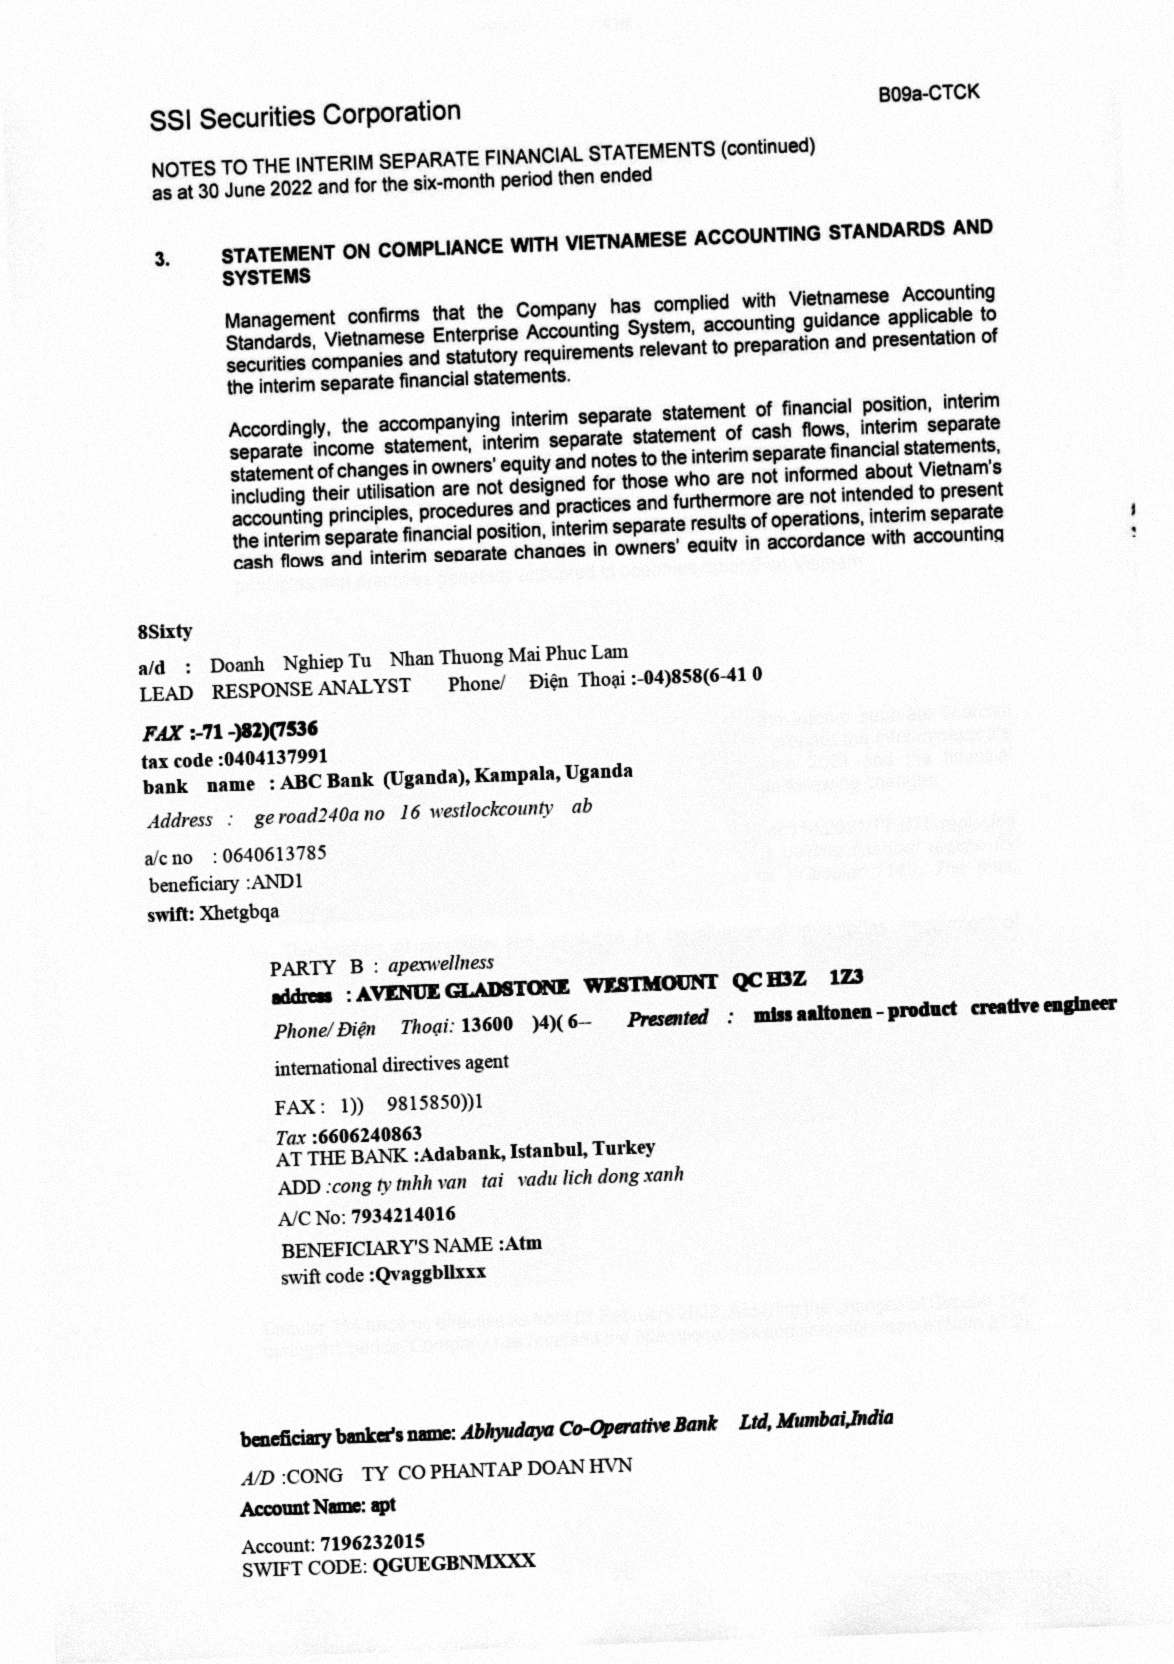 SSI Securities Corporation
B09a-CTCK
NOTES TO THE INTERIM SEPARATE FINANCIAL STATEMENTS (continued)
as at 30 June 2022 and for the six-month period then ended
3. STATEMENT ON COMPLIANCE WITH VIETNAMESE ACCOUNTING STANDARDS AND
SYSTEMS
Management confirms that the Company has complied with Vietnamese Accounting
Standards, Vietnamese Enterprise Accounting System, accounting guidance applicable to
securities companies and statutory requirements relevant to preparation and presentation of
the interim separate financial statements.
Accordingly, the accompanying interim separate statement of financial position, interim
separate income statement, interim separate statement of cash flows, interim separate
statement of changes in owners' equity and notes to the interim separate financial statements,
including their utilisation are not designed for those who are not informed about Vietnam's
accounting principles, procedures and practices and furthermore are not intended to present
the interim separate financial position, interim separate results of operations, interim separate
cash flows and interim separate changes in owners' equity in accordance with accounting
8Sixty
a/d : Doanh Nghiep Tu Nhan Thuong Mai Phuc Lam
LEAD RESPONSE ANALYST Phone/ Điện Thoại :-04)858(6-41 0
FAX :-71 -)82)(7536
tax code :0404137991
bank name : ABC Bank (Uganda), Kampala, Uganda
Address : ge road240a no 16 westlockcounty ab
a/c no : 0640613785
beneficiary :AND1
swift: Xhetgbqa
PARTY B : apexwellness
address : AVENUE GLADSTONE WESTMOUNT QC H3Z 1Z3
Phone/ Điện Thoại: 13600 )4)( 6-- Presented : miss aaltonen - product creative engineer
international directives agent
FAX : 1)) 9815850))1
Tax :6606240863
AT THE BANK :Adabank, Istanbul, Turkey
ADD :cong ty tnhh van tai vadu lich dong xanh
A/C No: 7934214016
BENEFICIARY'S NAME :Atm
swift code :Qvaggbllxxx
beneficiary banker's name: Abhyudaya Co-Operative Bank Ltd, Mumbai,India
A/D :CONG TY CO PHANTAP DOAN HVN
Account Name: apt
Account: 7196232015
SWIFT CODE: QGUEGBNMXXX